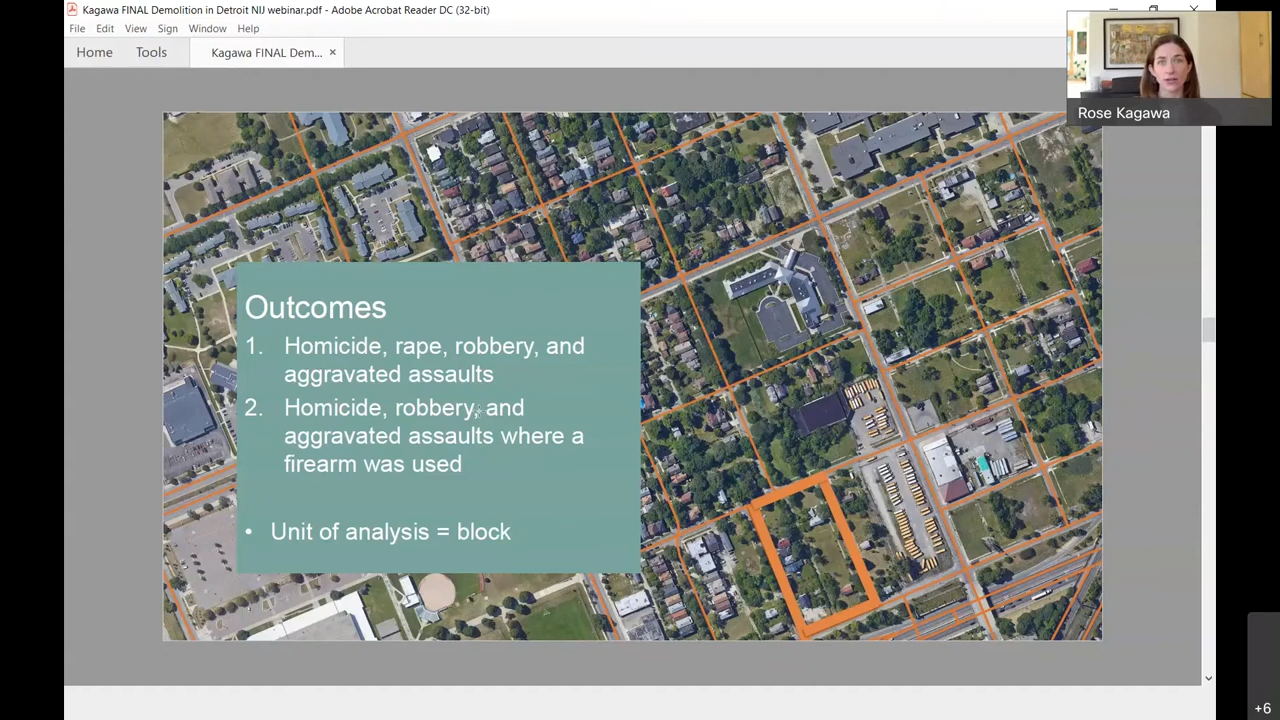 Kagawa FINAL Demolition in Detroit NIJ webinar.pdf - Adobe Acrobat Reader DC (32-bit)
File Edit View Sign Window Help
Home Tools Kagawa FINAL Dem... ×
Rose Kagawa
Outcomes
1. Homicide, rape, robbery, and
aggravated assaults
2. Homicide, robbery, and
aggravated assaults where a
firearm was used
• Unit of analysis = block
+6